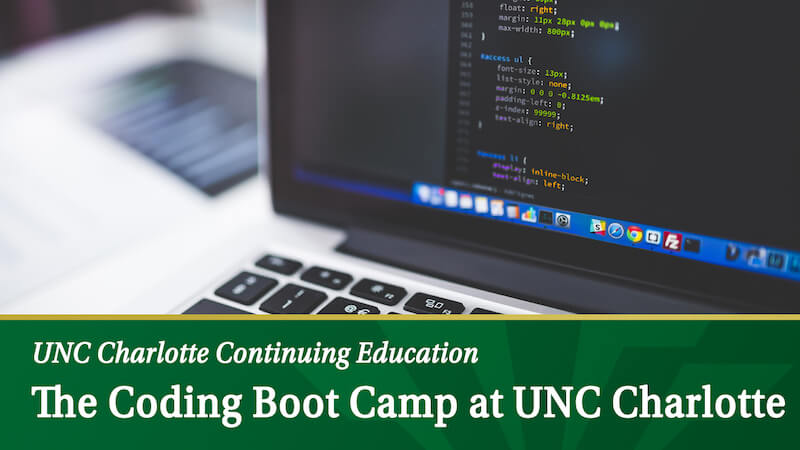 float: right;
margin: 11px 28px 0px 0px;
max-width: 800px;
}
#access ul {
font-size: 13px;
list-style: none;
margin: 0 0 0 -0.8125em;
padding-left: 0;
z-index: 99999;
text-align: right;
}
#access li {
display: inline-block;
text-align: left;
UNC Charlotte Continuing Education
The Coding Boot Camp at UNC Charlotte